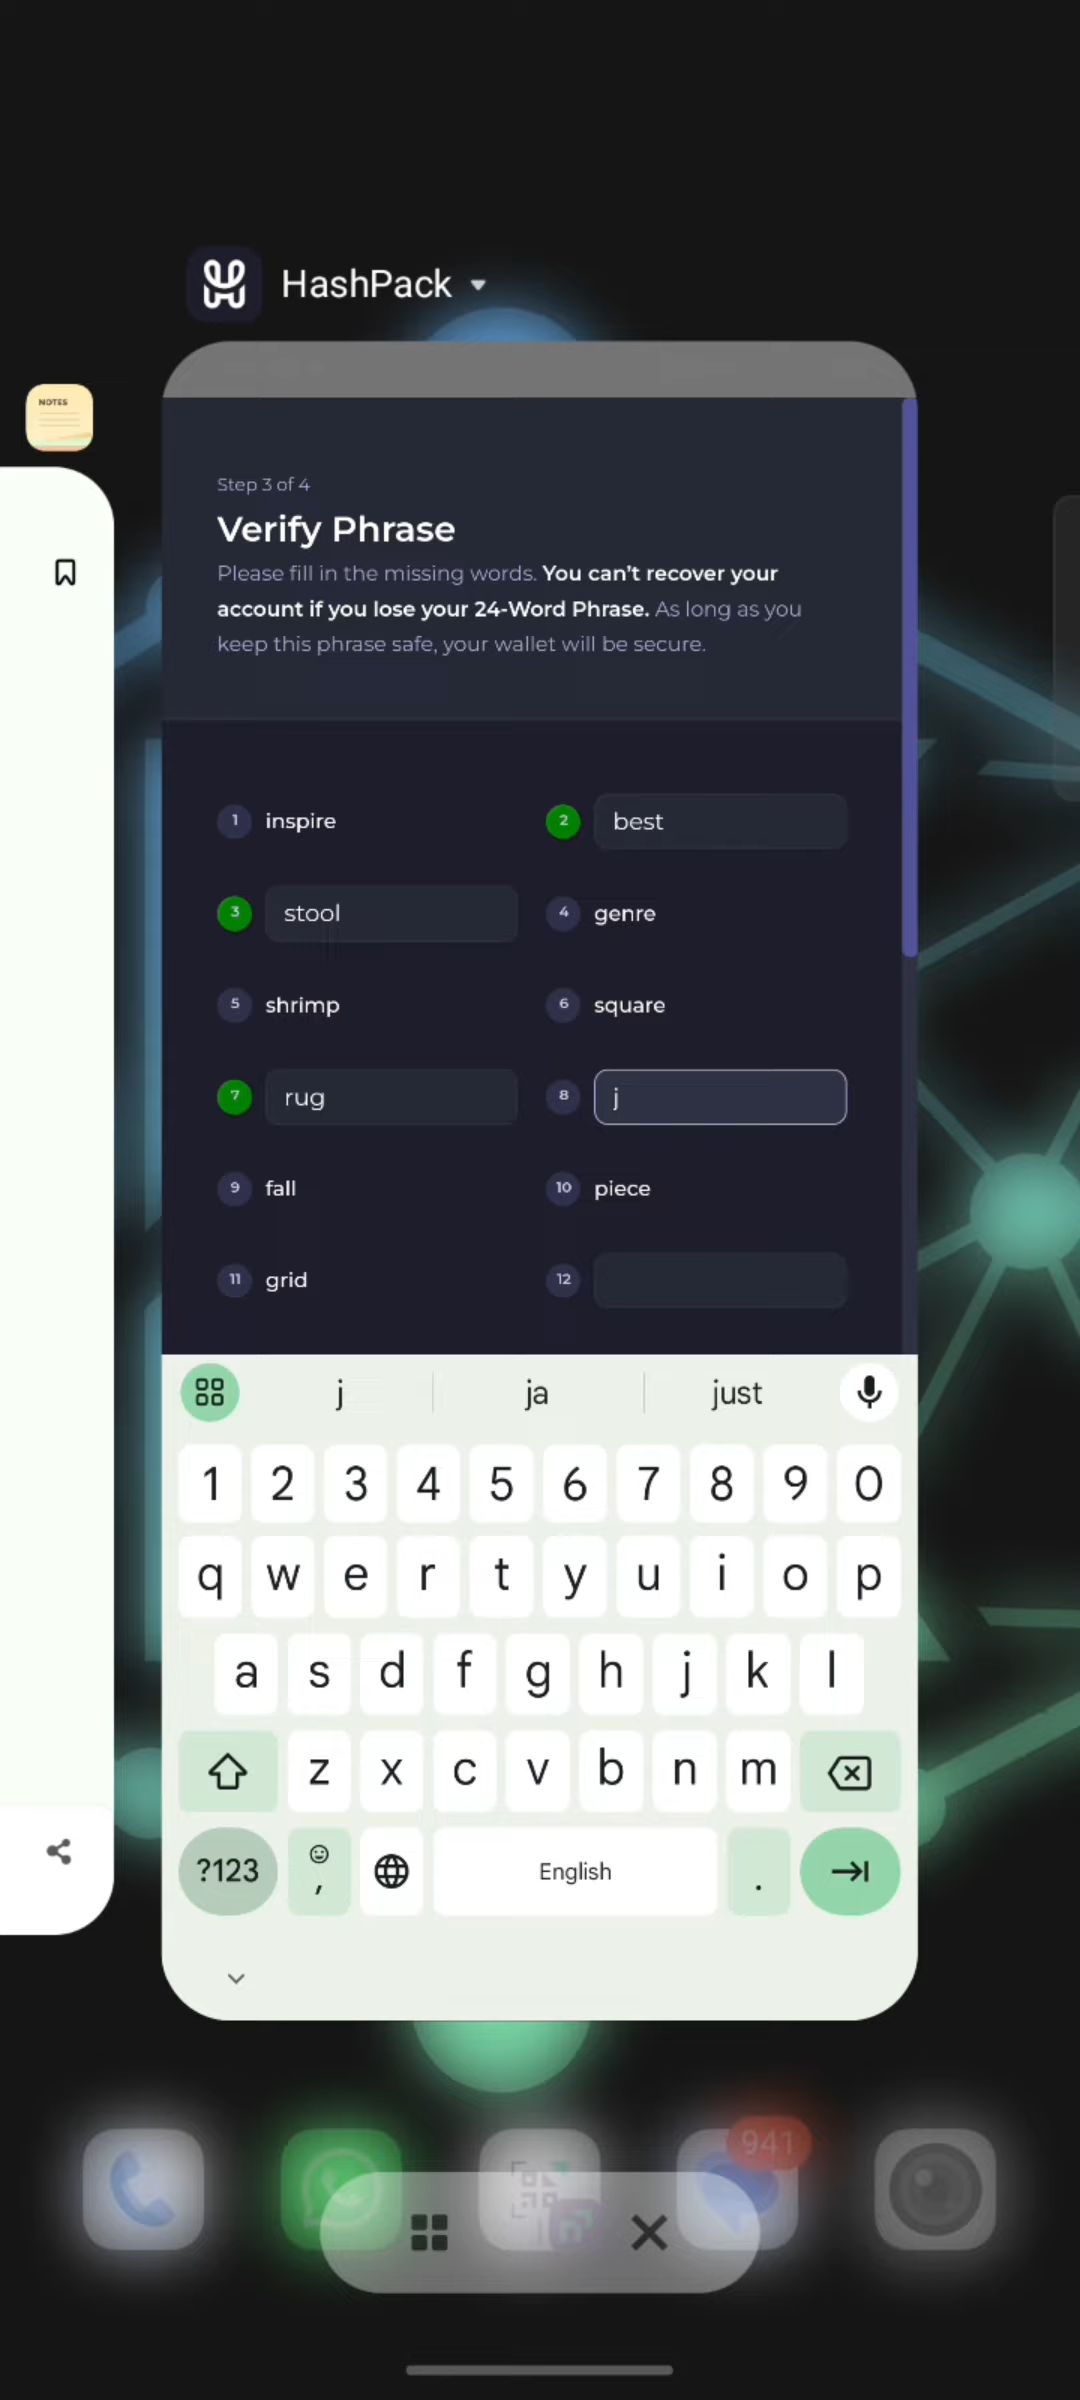 HashPack
NOTES
Step 3 of 4
Verify Phrase
Please fill in the missing words. You can't recover your
account if you lose your 24-Word Phrase. As long as you
keep this phrase safe, your wallet will be secure.
1 inspire
2 best
3 stool
4 genre
5 shrimp
6 square
7 rug
8 j
9 fall
10 piece
11 grid
12
j ja just
1 2 3 4 5 6 7 8 9 0
q w e r t y u i o p
a s d f g h j k l
z x c v b n m
?123 , English .
941